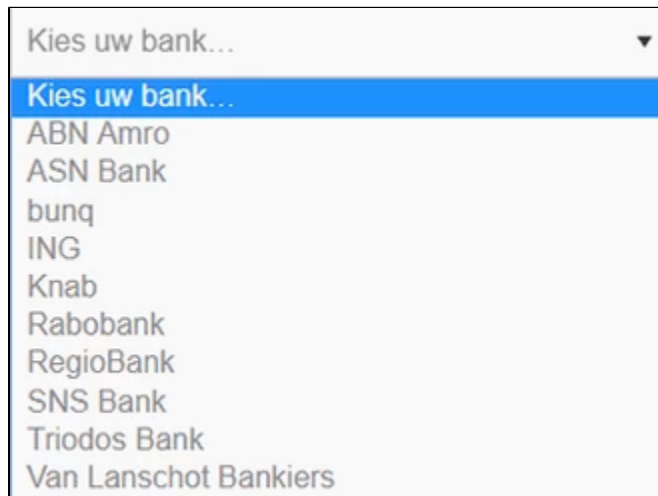 Kies uw bank...
Kies uw bank...
ABN Amro
ASN Bank
bunq
ING
Knab
Rabobank
RegioBank
SNS Bank
Triodos Bank
Van Lanschot Bankiers